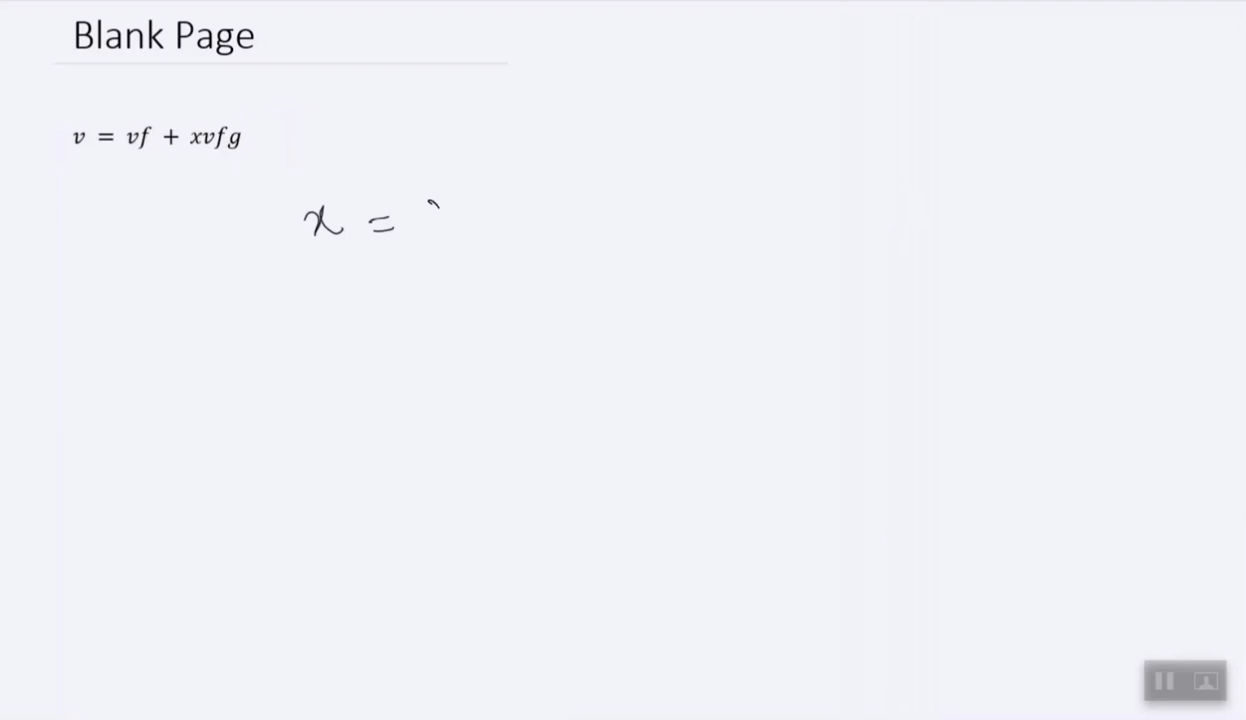 Blank Page
v = vf + xvfg
x =